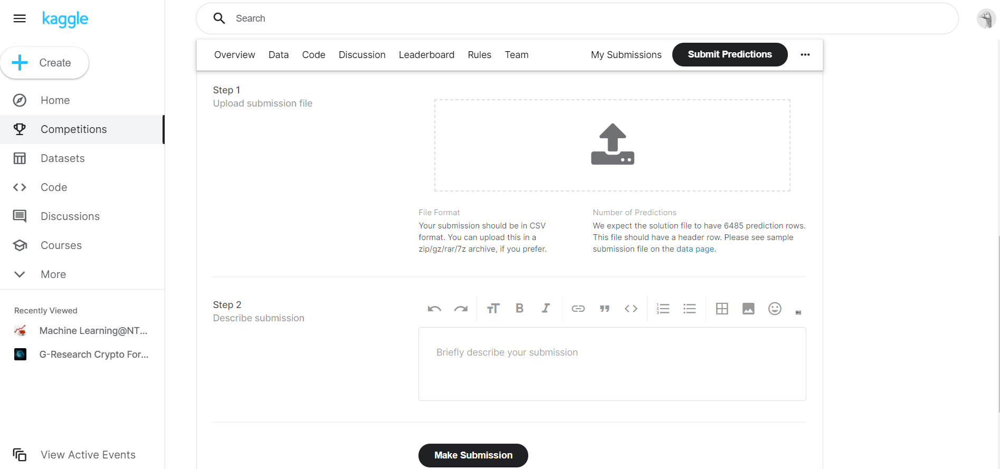 kaggle
Search
Create
Home
Competitions
Datasets
Code
Discussions
Courses
More
Recently Viewed
Machine Learning@NT...
G-Research Crypto For...
View Active Events
Overview Data Code Discussion Leaderboard Rules Team My Submissions Submit Predictions
Step 1
Upload submission file
File Format
Your submission should be in CSV
format. You can upload this in a
zip/gz/rar/7z archive, if you prefer.
Number of Predictions
We expect the solution file to have 6485 prediction rows.
This file should have a header row. Please see sample
submission file on the data page.
Step 2
Describe submission
Briefly describe your submission
Make Submission